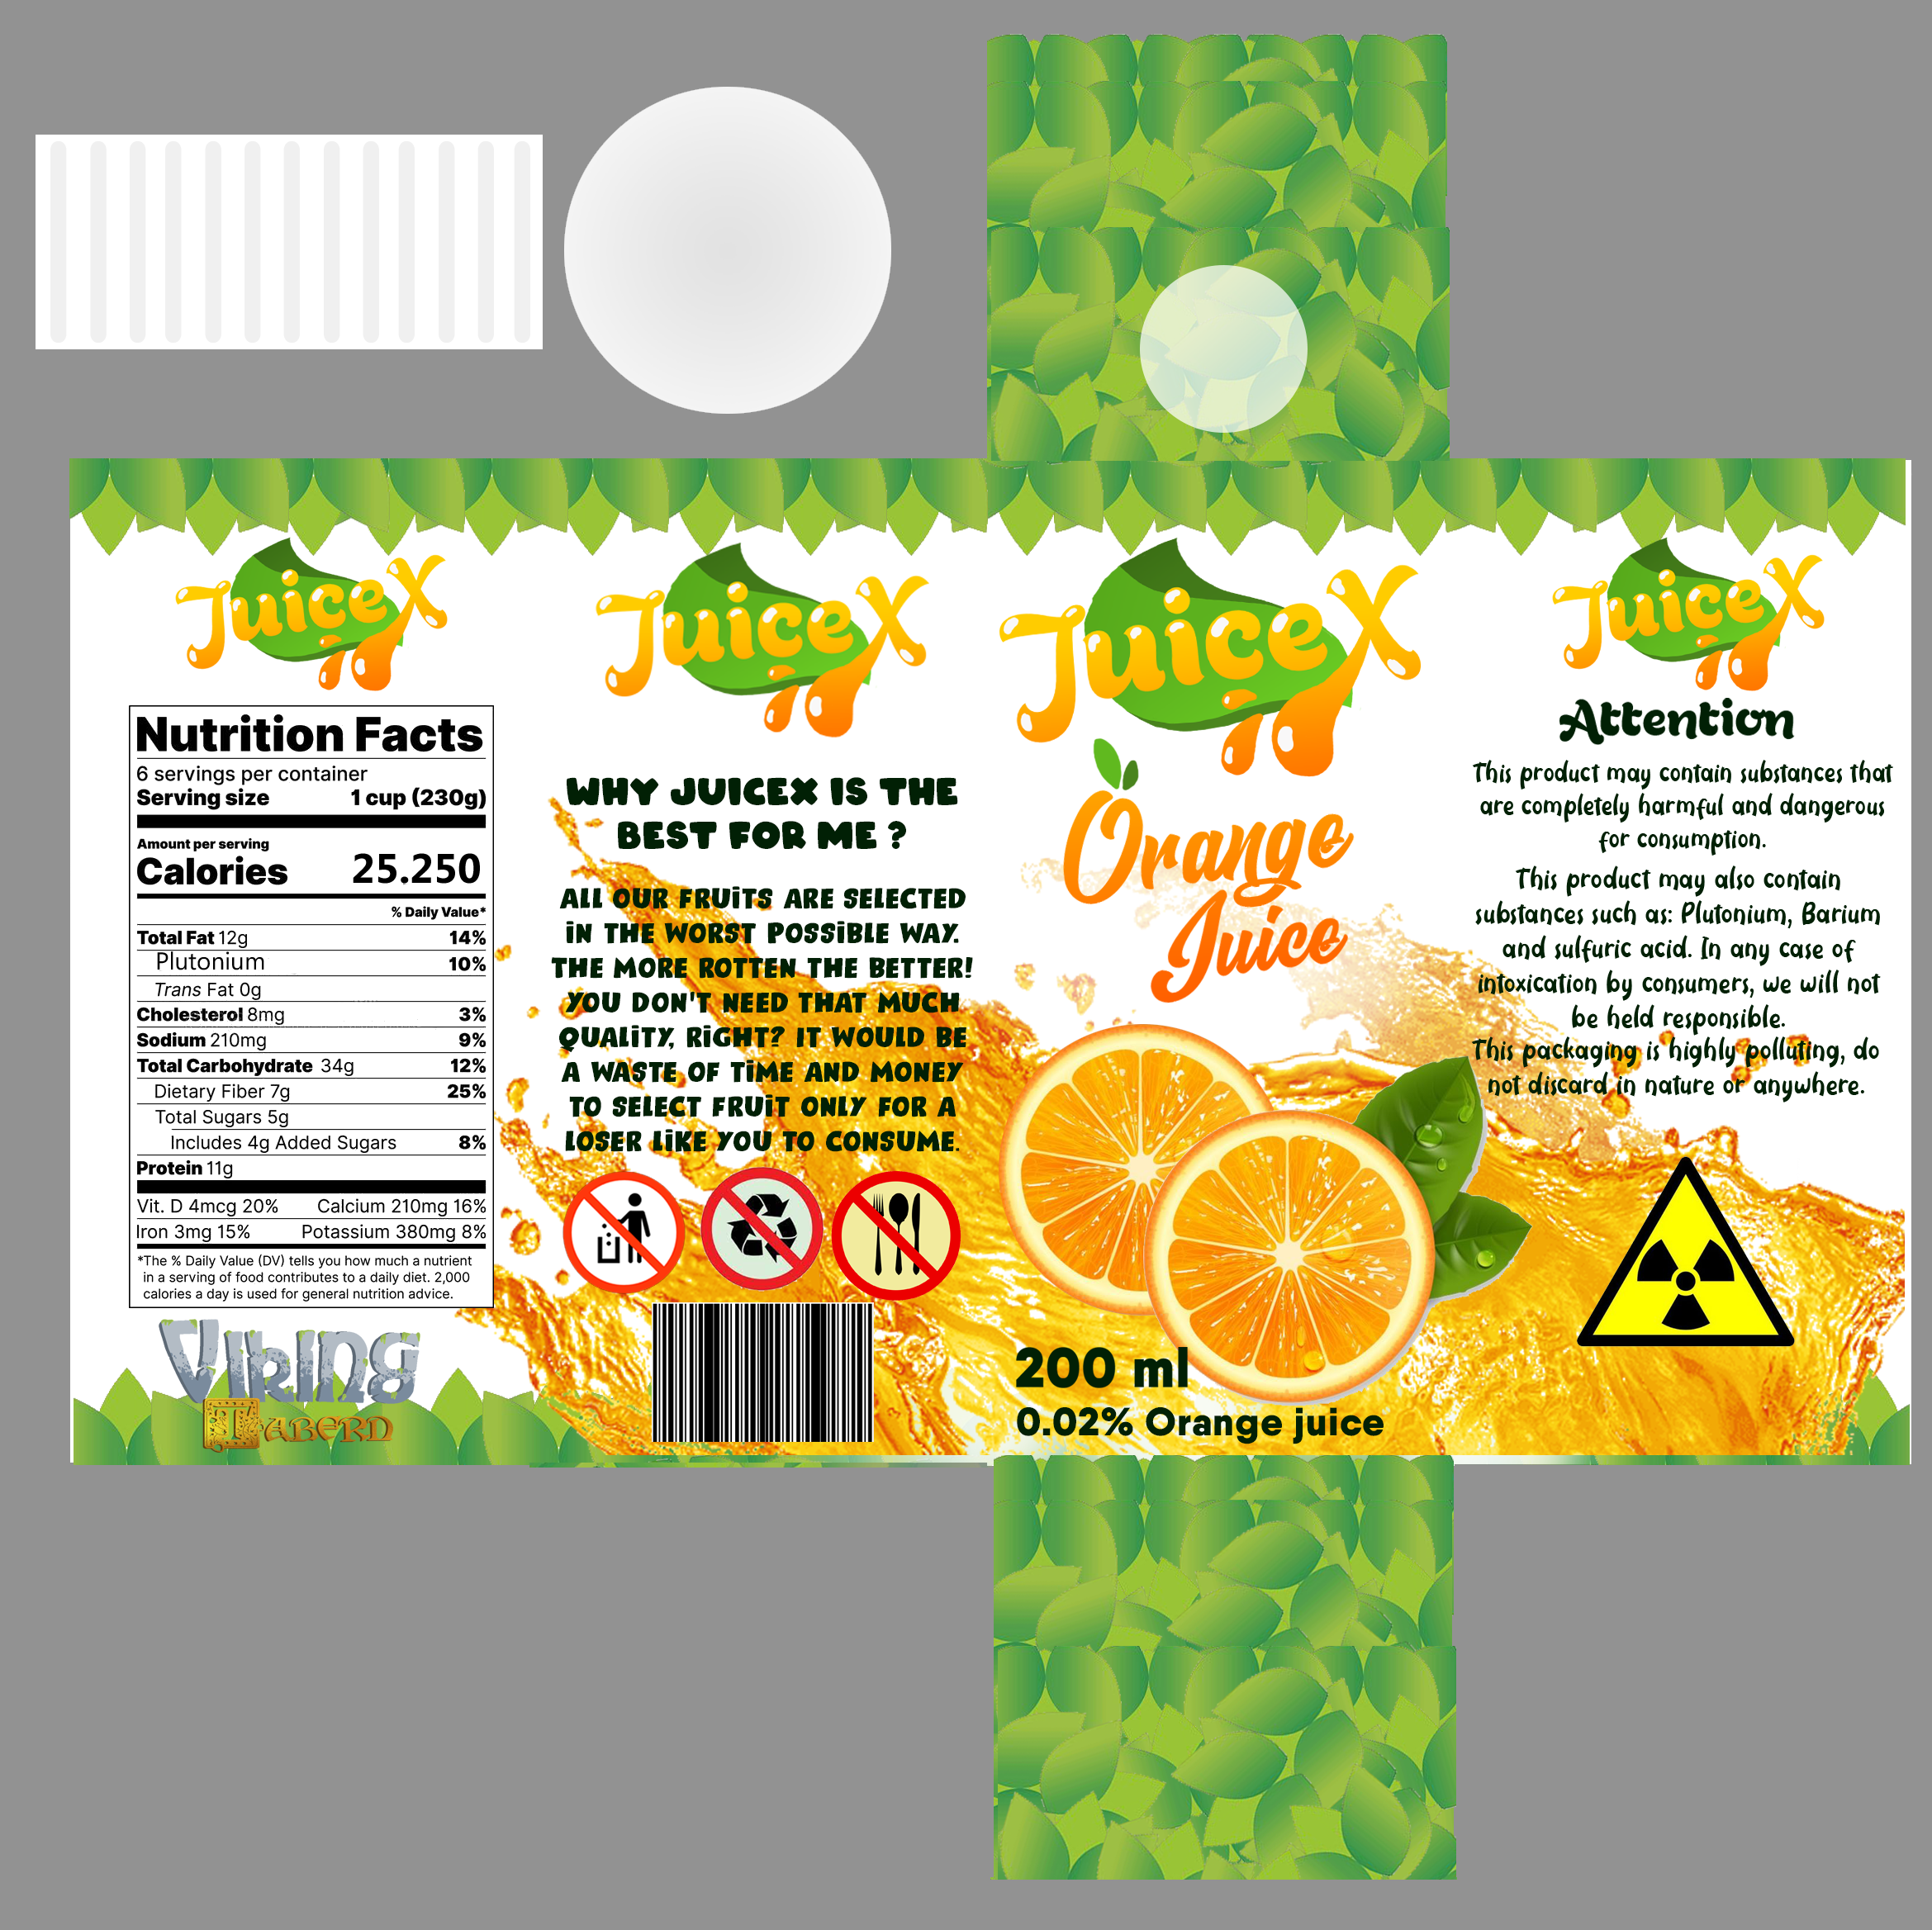 JuiceX
Nutrition Facts
6 servings per container
Serving size 1 cup (230g)
Amount per serving
Calories 25.250
% Daily Value*
Total Fat 12g 14%
Plutonium 10%
Trans Fat 0g
Cholesterol 8mg 3%
Sodium 210mg 9%
Total Carbohydrate 34g 12%
Dietary Fiber 7g 25%
Total Sugars 5g
Includes 4g Added Sugars 8%
Protein 11g
Vit. D 4mcg 20% Calcium 210mg 16%
Iron 3mg 15% Potassium 380mg 8%
*The % Daily Value (DV) tells you how much a nutrient
in a serving of food contributes to a daily diet. 2,000
calories a day is used for general nutrition advice.
Viking
Taberd
JuiceX
WHY JUICEX IS THE
BEST FOR ME ?
ALL OUR FRUiTS ARE SELECTED
iN THE WORST POSSiBLE WAY.
THE MORE ROTTEN THE BETTER!
YOU DON'T NEED THAT MUCH
QUALiTY, RiGHT? IT WOULD BE
A WASTE OF TiME AND MONEY
TO SELECT FRUiT ONLY FOR A
LOSER LiKE YOU TO CONSUME.
JuiceX
Orange
Juice
200 ml
0.02% Orange juice
JuiceX
Attention
This product may contain substances that
are completely harmful and dangerous
for consumption.
This product may also contain
substances such as: Plutonium, Barium
and sulfuric acid. In any case of
intoxication by consumers, we will not
be held responsible.
This packaging is highly polluting, do
not discard in nature or anywhere.